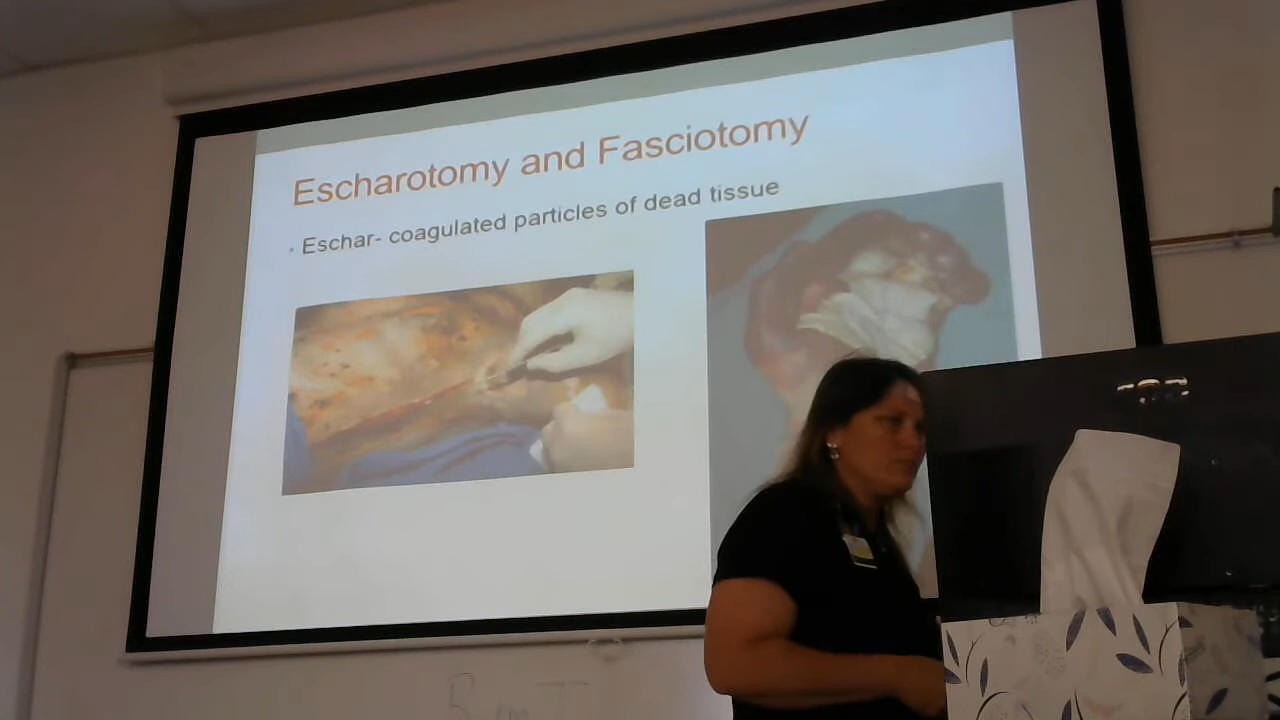 Escharotomy and Fasciotomy
• Eschar- coagulated particles of dead tissue